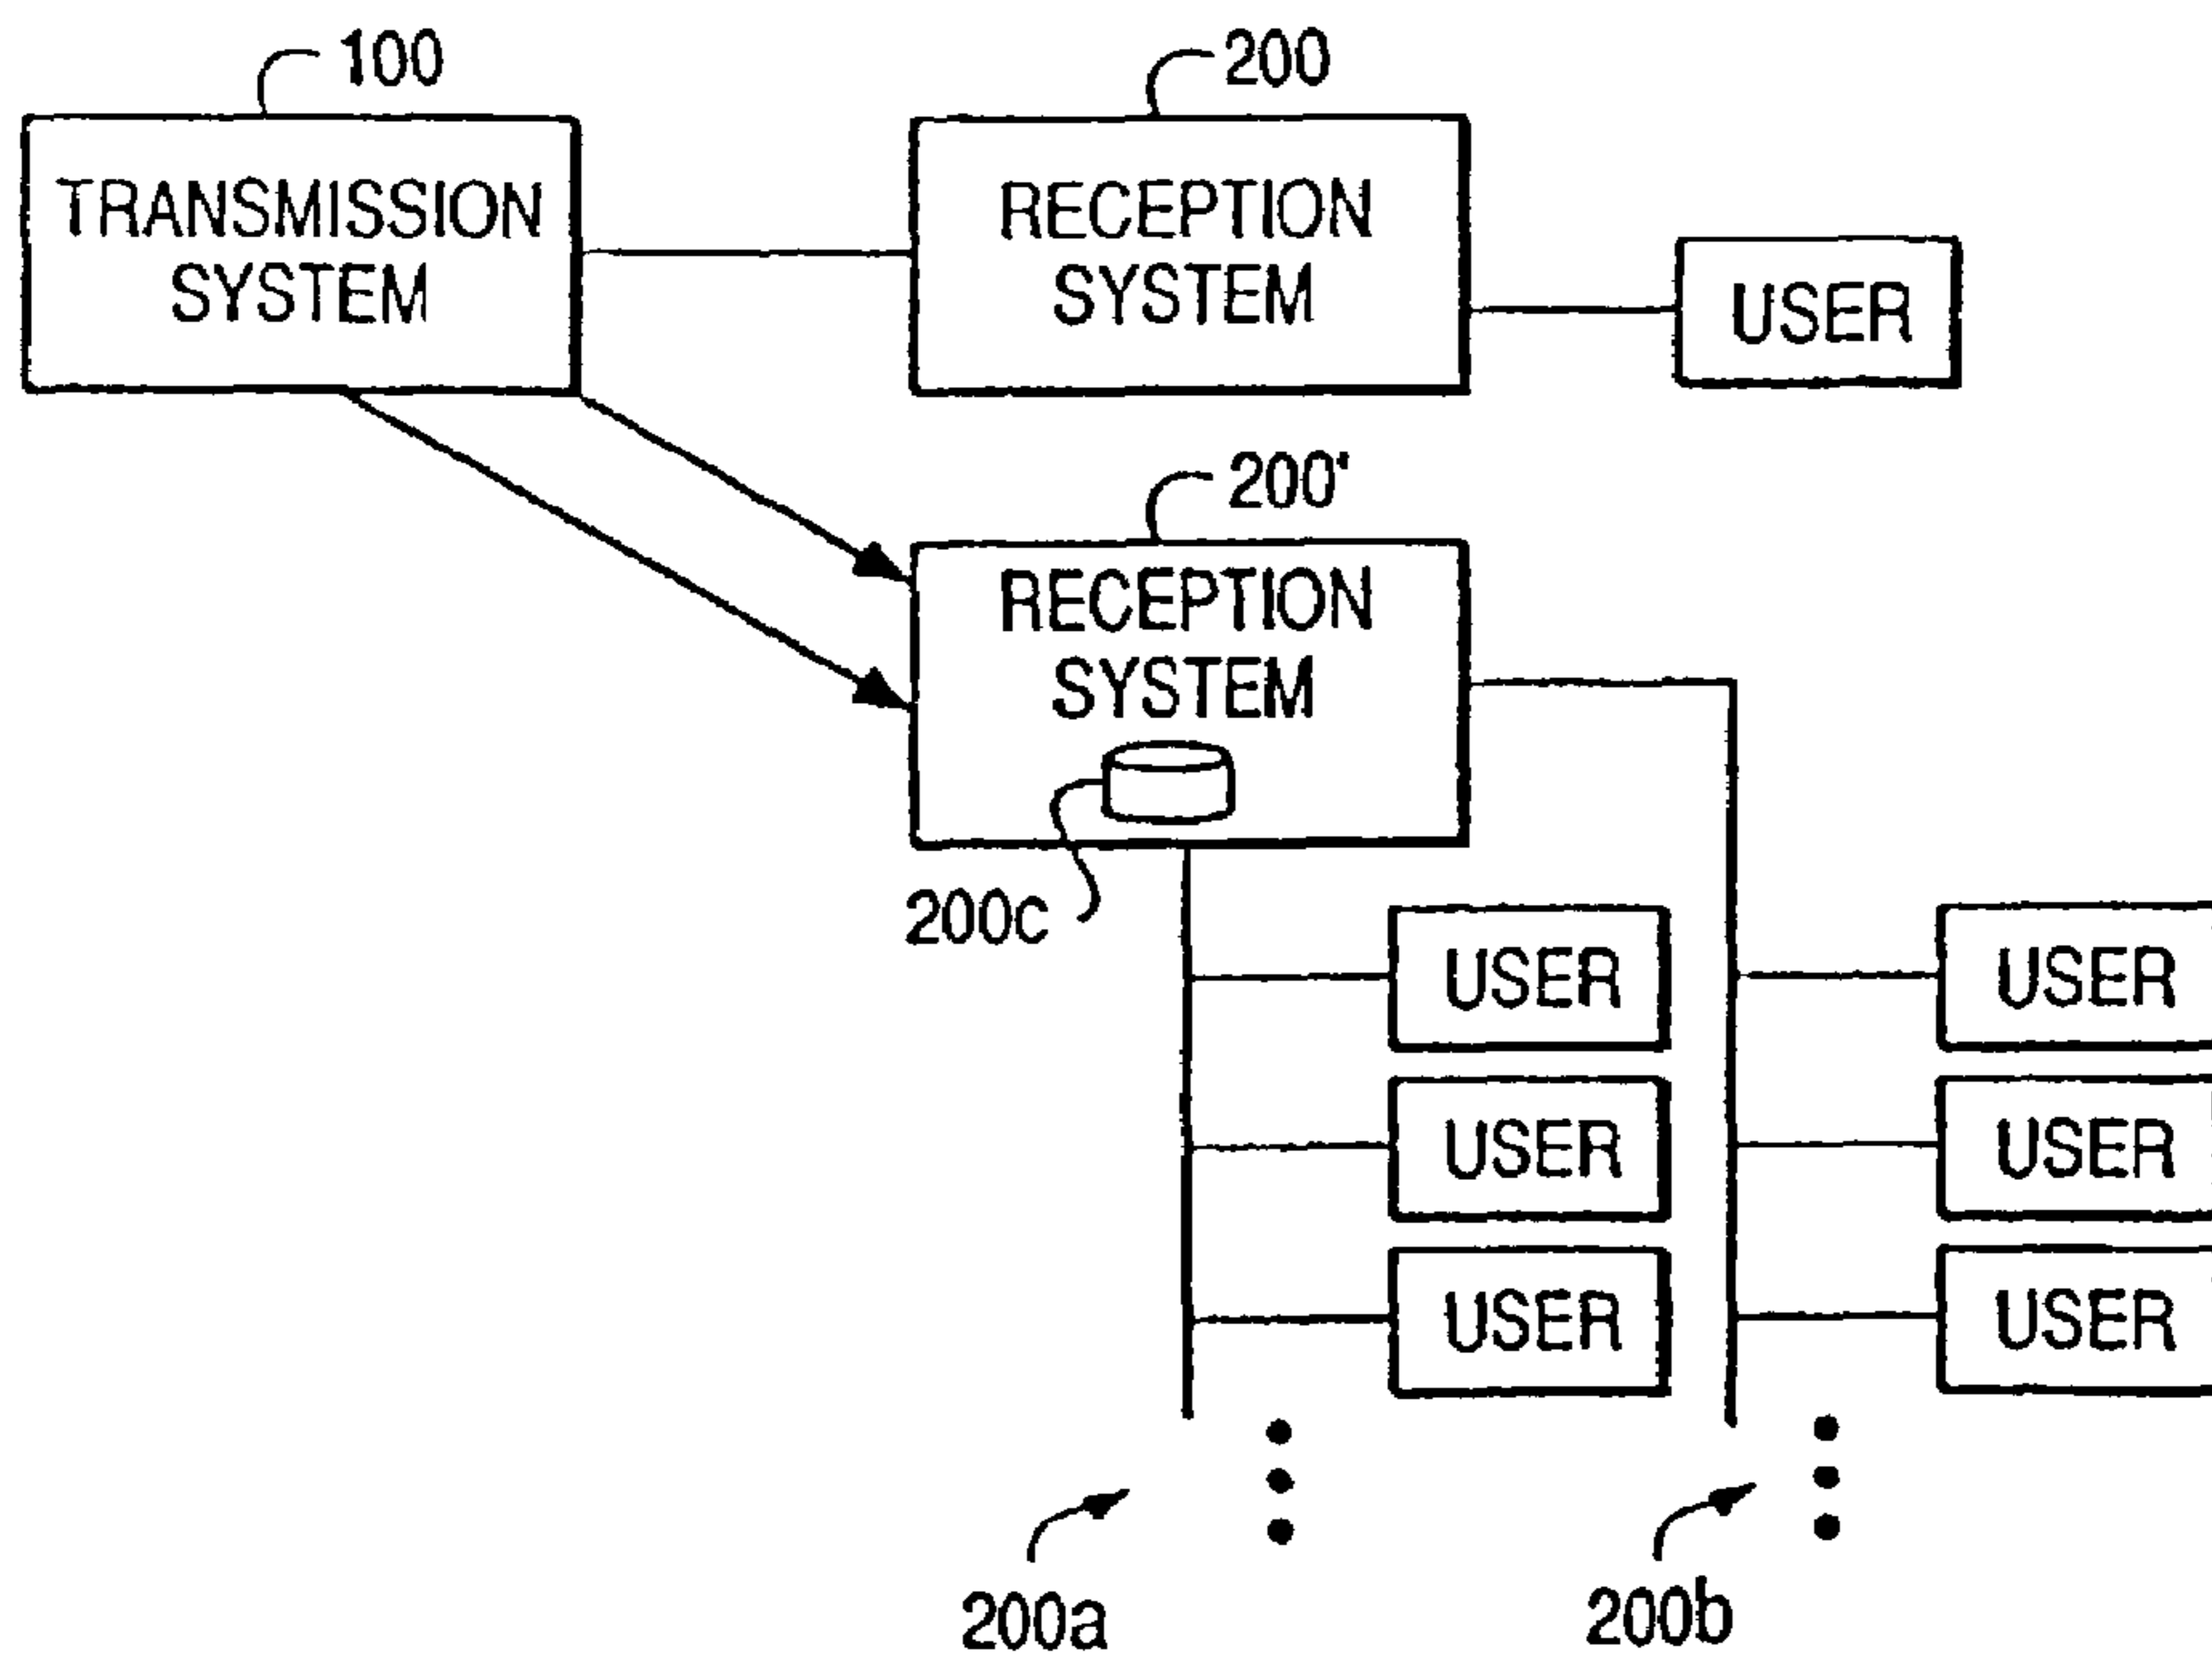 100
200
TRANSMISSION
SYSTEM
RECEPTION
SYSTEM
USER
200'
RECEPTION
SYSTEM
200c
USER
USER
USER
USER
USER
USER
200a
200b